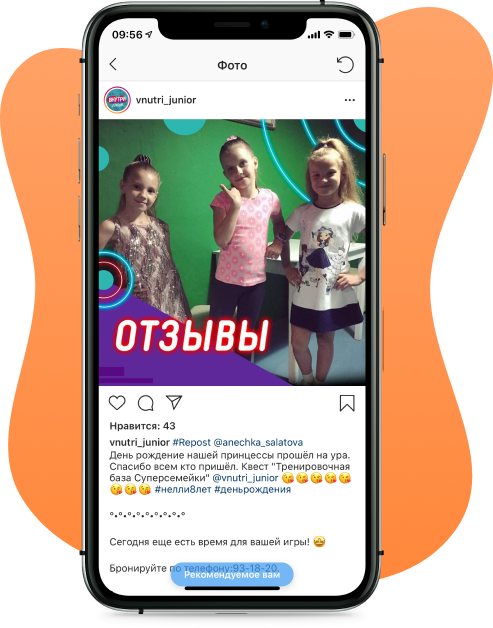 09:56
Фото
vnutri_junior
ОТЗЫВЫ
Нравится: 43
vnutri_junior #Repost @anechka_salatova
День рождение нашей принцессы прошёл на ура.
Спасибо всем кто пришёл. Квест "Тренировочная
база Суперсемейки" @vnutri_junior 😘😘😘😘😘
😘😘😘 #нелли8лет #деньрождения
°•°•°•°•°•°•°•°•°
Сегодня еще есть время для вашей игры! 🤩
Бронируйте по телефону:93-18-20.
Рекомендуемое вам